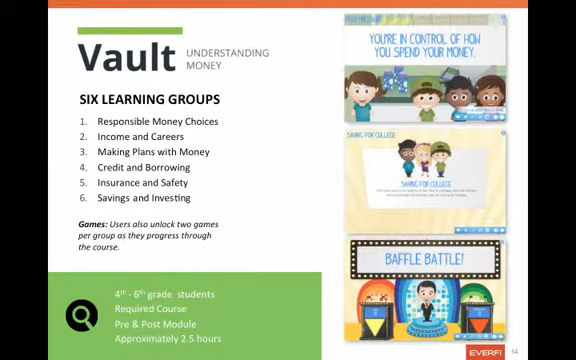 Vault UNDERSTANDING
MONEY
SIX LEARNING GROUPS
1. Responsible Money Choices
2. Income and Careers
3. Making Plans with Money
4. Credit and Borrowing
5. Insurance and Safety
6. Savings and Investing
Games: Users also unlock two games
per group as they progress through
the course.
4th - 6th grade students
Required Course
Pre & Post Module
Approximately 2.5 hours
YOU'RE IN CONTROL OF HOW
YOU SPEND YOUR MONEY.
SAVING FOR COLLEGE
SAVING FOR COLLEGE
BAFFLE BATTLE!
EVERFI 14